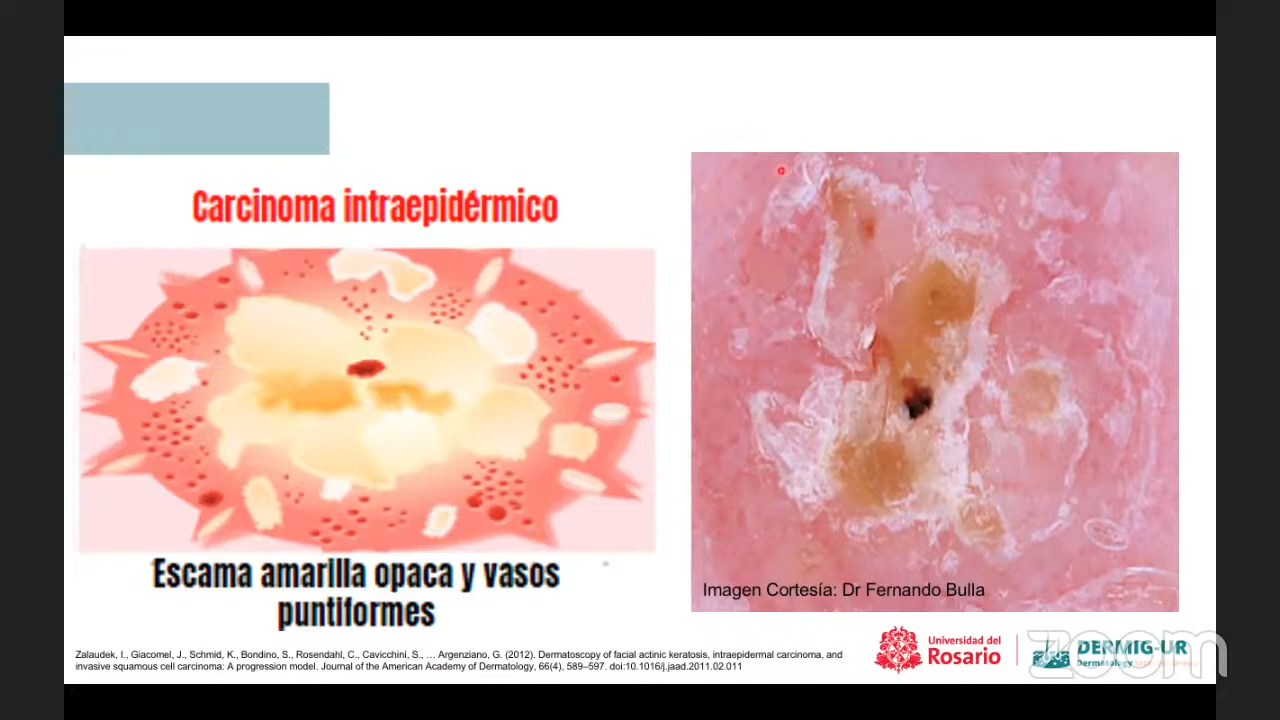 Carcinoma intraepidérmico
Escama amarilla opaca y vasos
puntiformes
Imagen Cortesía: Dr Fernando Bulla
Zalaudek, I., Giacomel, J., Schmid, K., Bondino, S., Rosendahl, C., Cavicchini, S., … Argenziano, G. (2012). Dermatoscopy of facial actinic keratosis, intraepidermal carcinoma, and
invasive squamous cell carcinoma: A progression model. Journal of the American Academy of Dermatology, 66(4), 589–597. doi:10.1016/j.jaad.2011.02.011
Universidad del
Rosario
DERMIG-UR
Dermatology
zoom